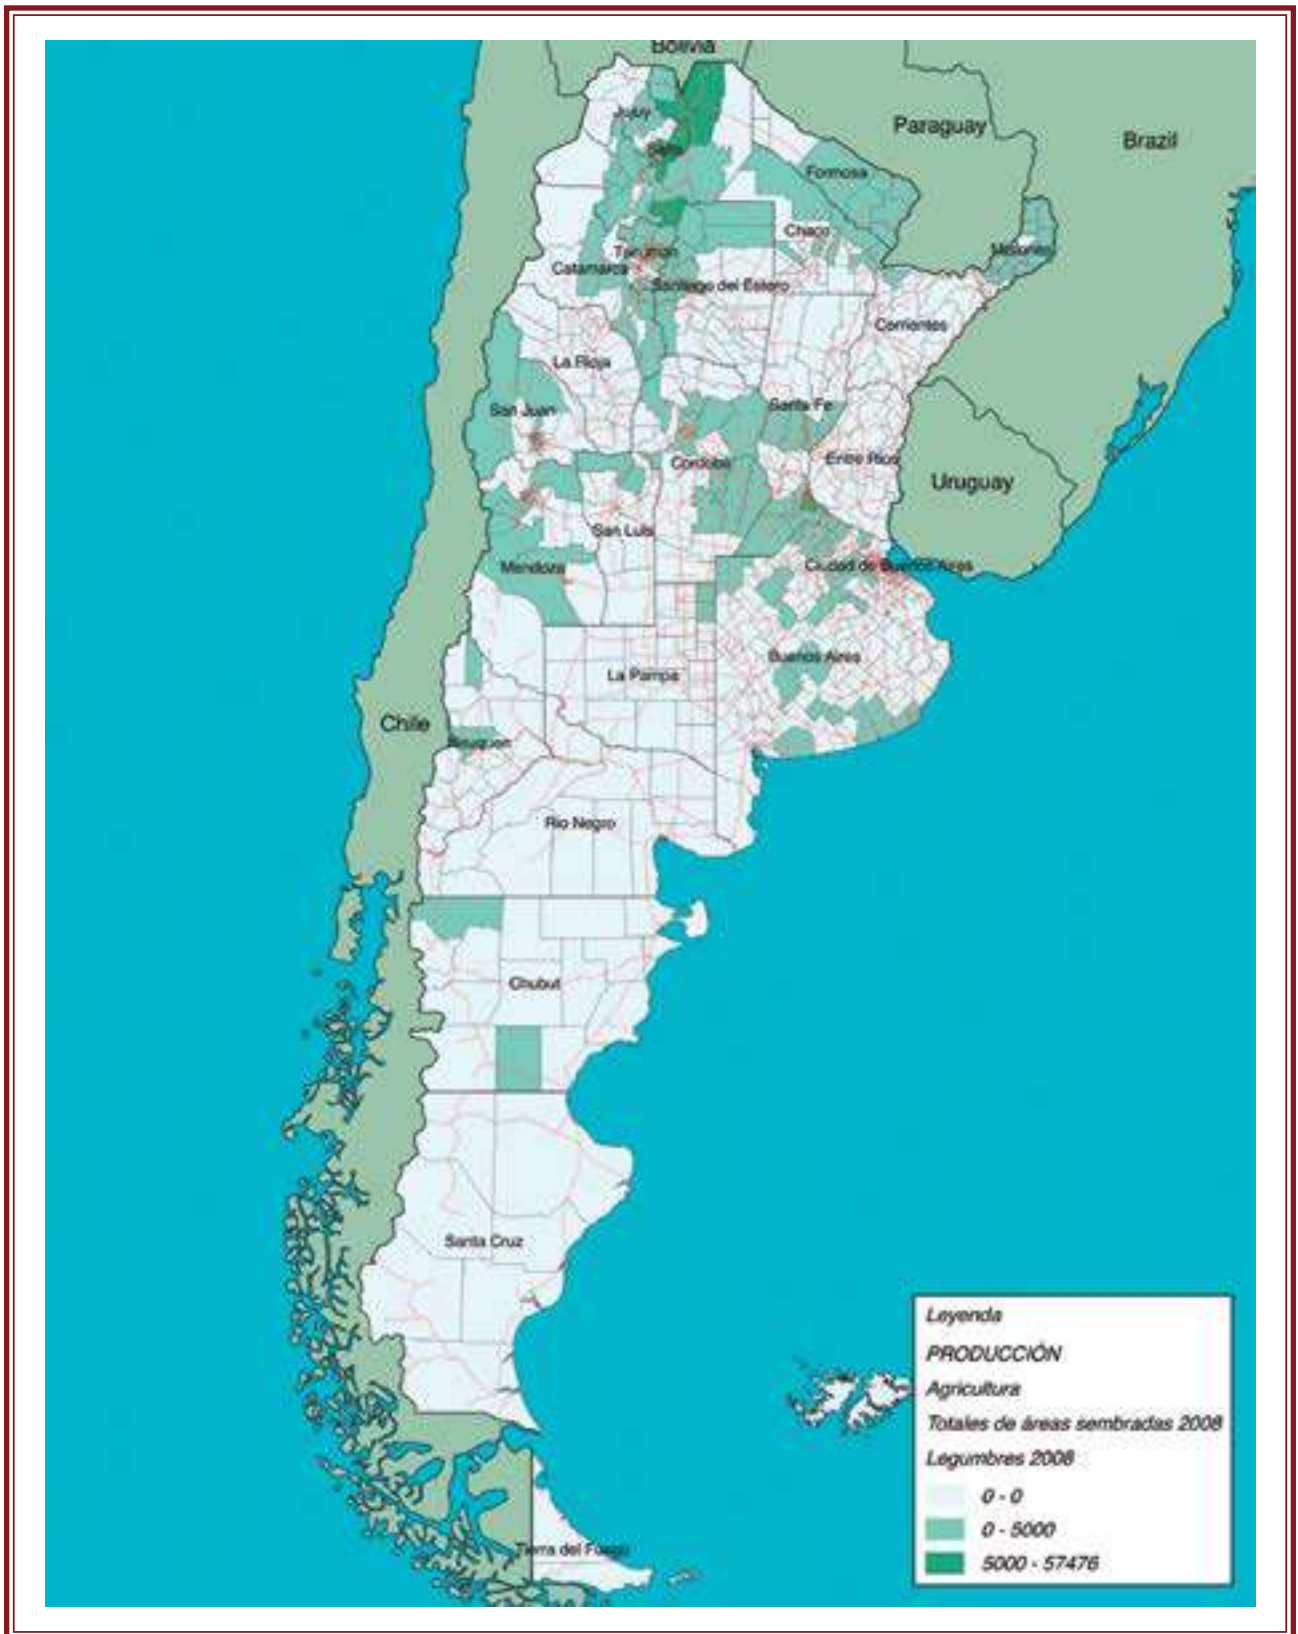 Bolivia
Paraguay
Brazil
Jujuy
Salta
Formosa
Chaco
Misiones
Tucuman
Catamarca
Santiago del Estero
Corrientes
La Rioja
Santa Fe
San Juan
Cordoba
Entre Rios
Uruguay
San Luis
Mendoza
Ciudad de Buenos Aires
Buenos Aires
La Pampa
Chile
Neuquen
Rio Negro
Chubut
Santa Cruz
Tierra del Fuego
Leyenda
PRODUCCIÓN
Agricultura
Totales de áreas sembradas 2008
Legumbres 2008
0 - 0
0 - 5000
5000 - 57476